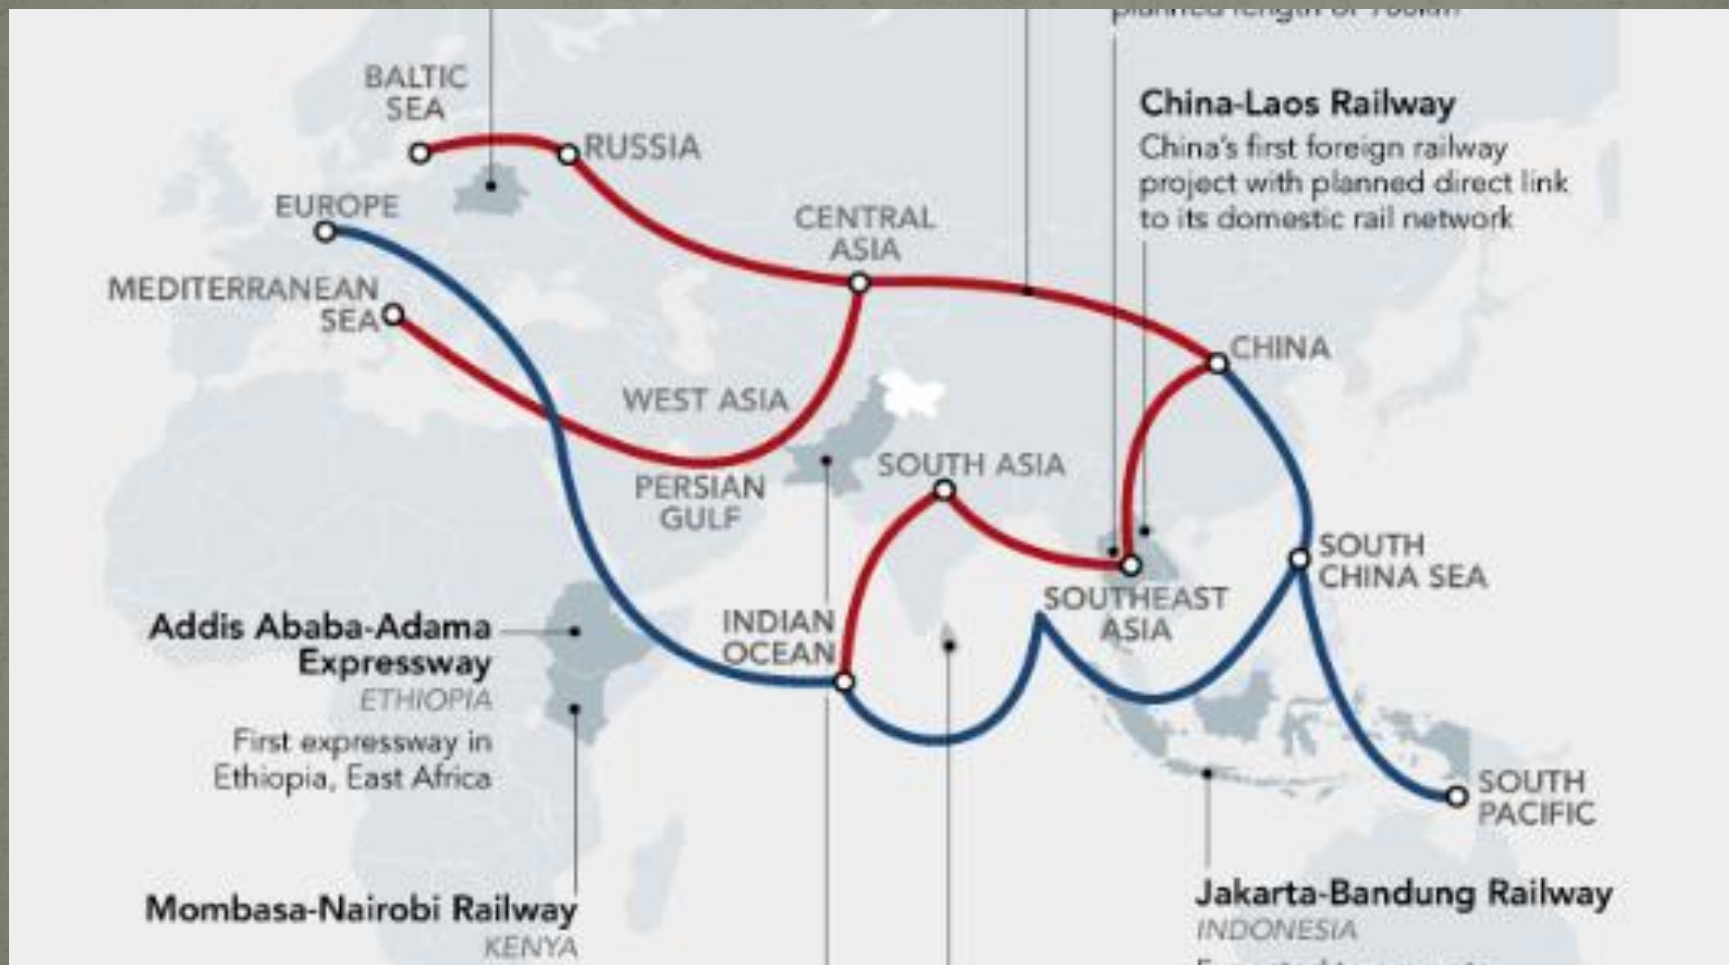 BALTIC
SEA
RUSSIA
EUROPE
MEDITERRANEAN
SEA
CENTRAL
ASIA
planned length of
China-Laos Railway
China's first foreign railway
project with planned direct link
to its domestic rail network
CHINA
WEST ASIA
PERSIAN
GULF
SOUTH ASIA
SOUTH
CHINA SEA
SOUTHEAST
ASIA
INDIAN
OCEAN
Addis Ababa-Adama
Expressway
ETHIOPIA
First expressway in
Ethiopia, East Africa
SOUTH
PACIFIC
Mombasa-Nairobi Railway
KENYA
Jakarta-Bandung Railway
INDONESIA